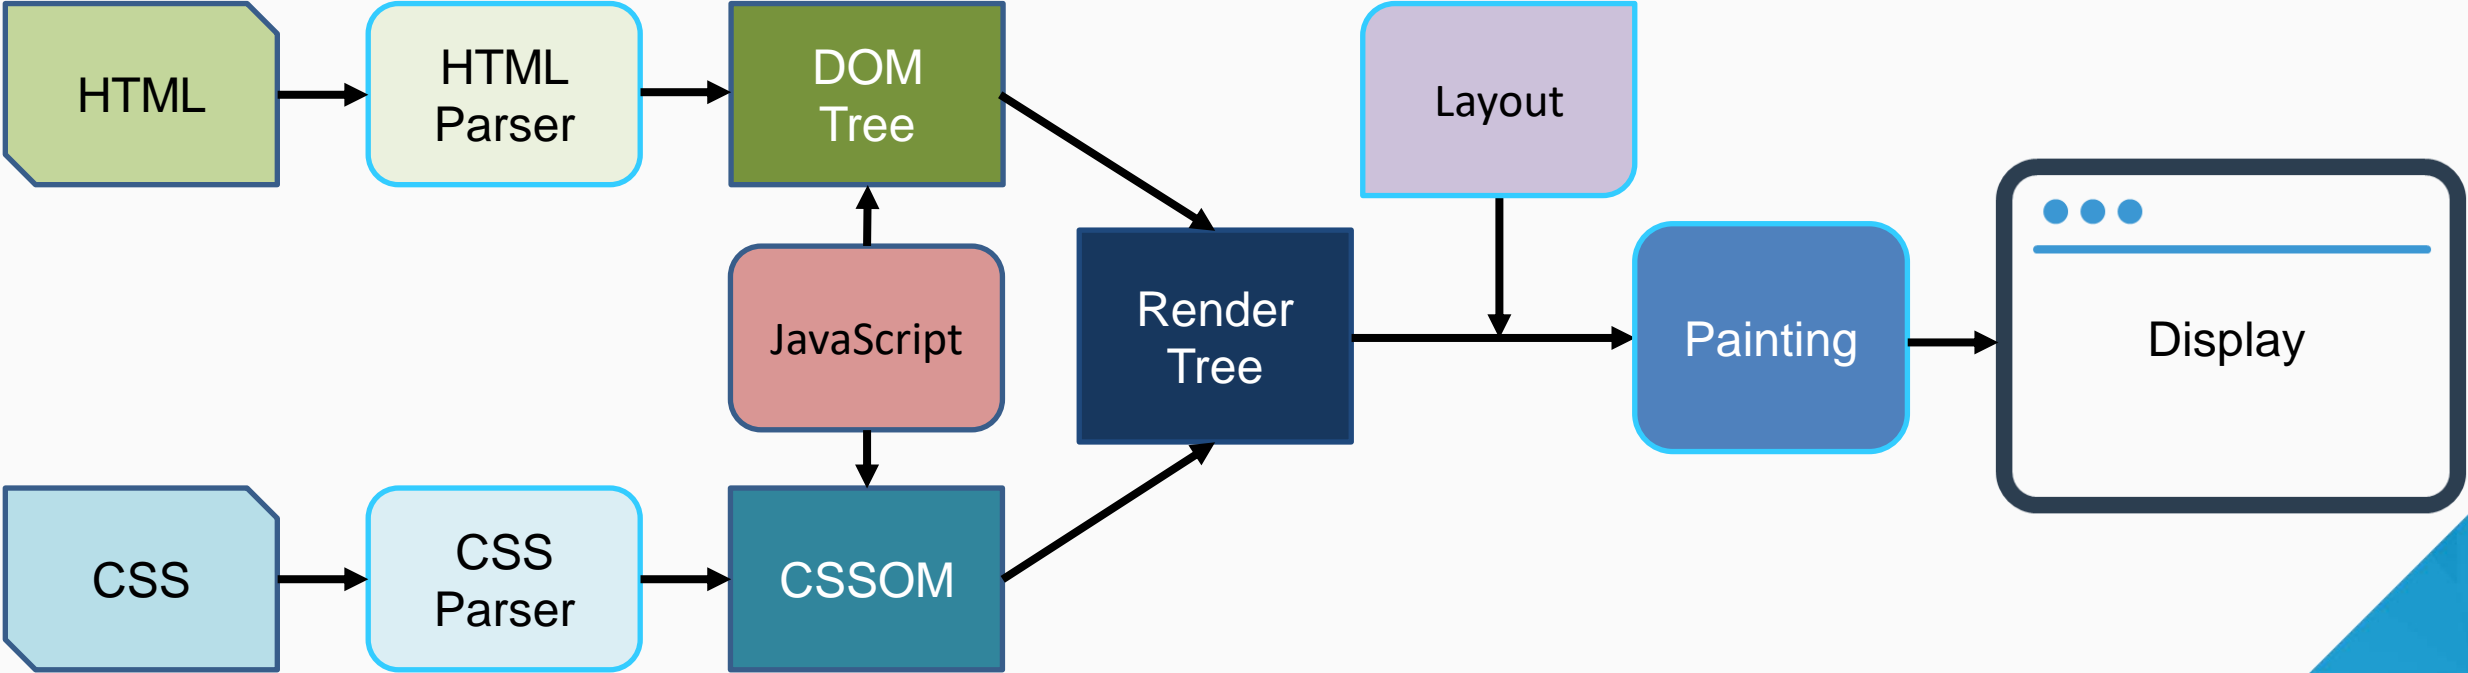 HTML
HTML
Parser
DOM
Tree
Layout
JavaScript
Render
Tree
Painting
Display
CSS
CSS
Parser
CSSOM